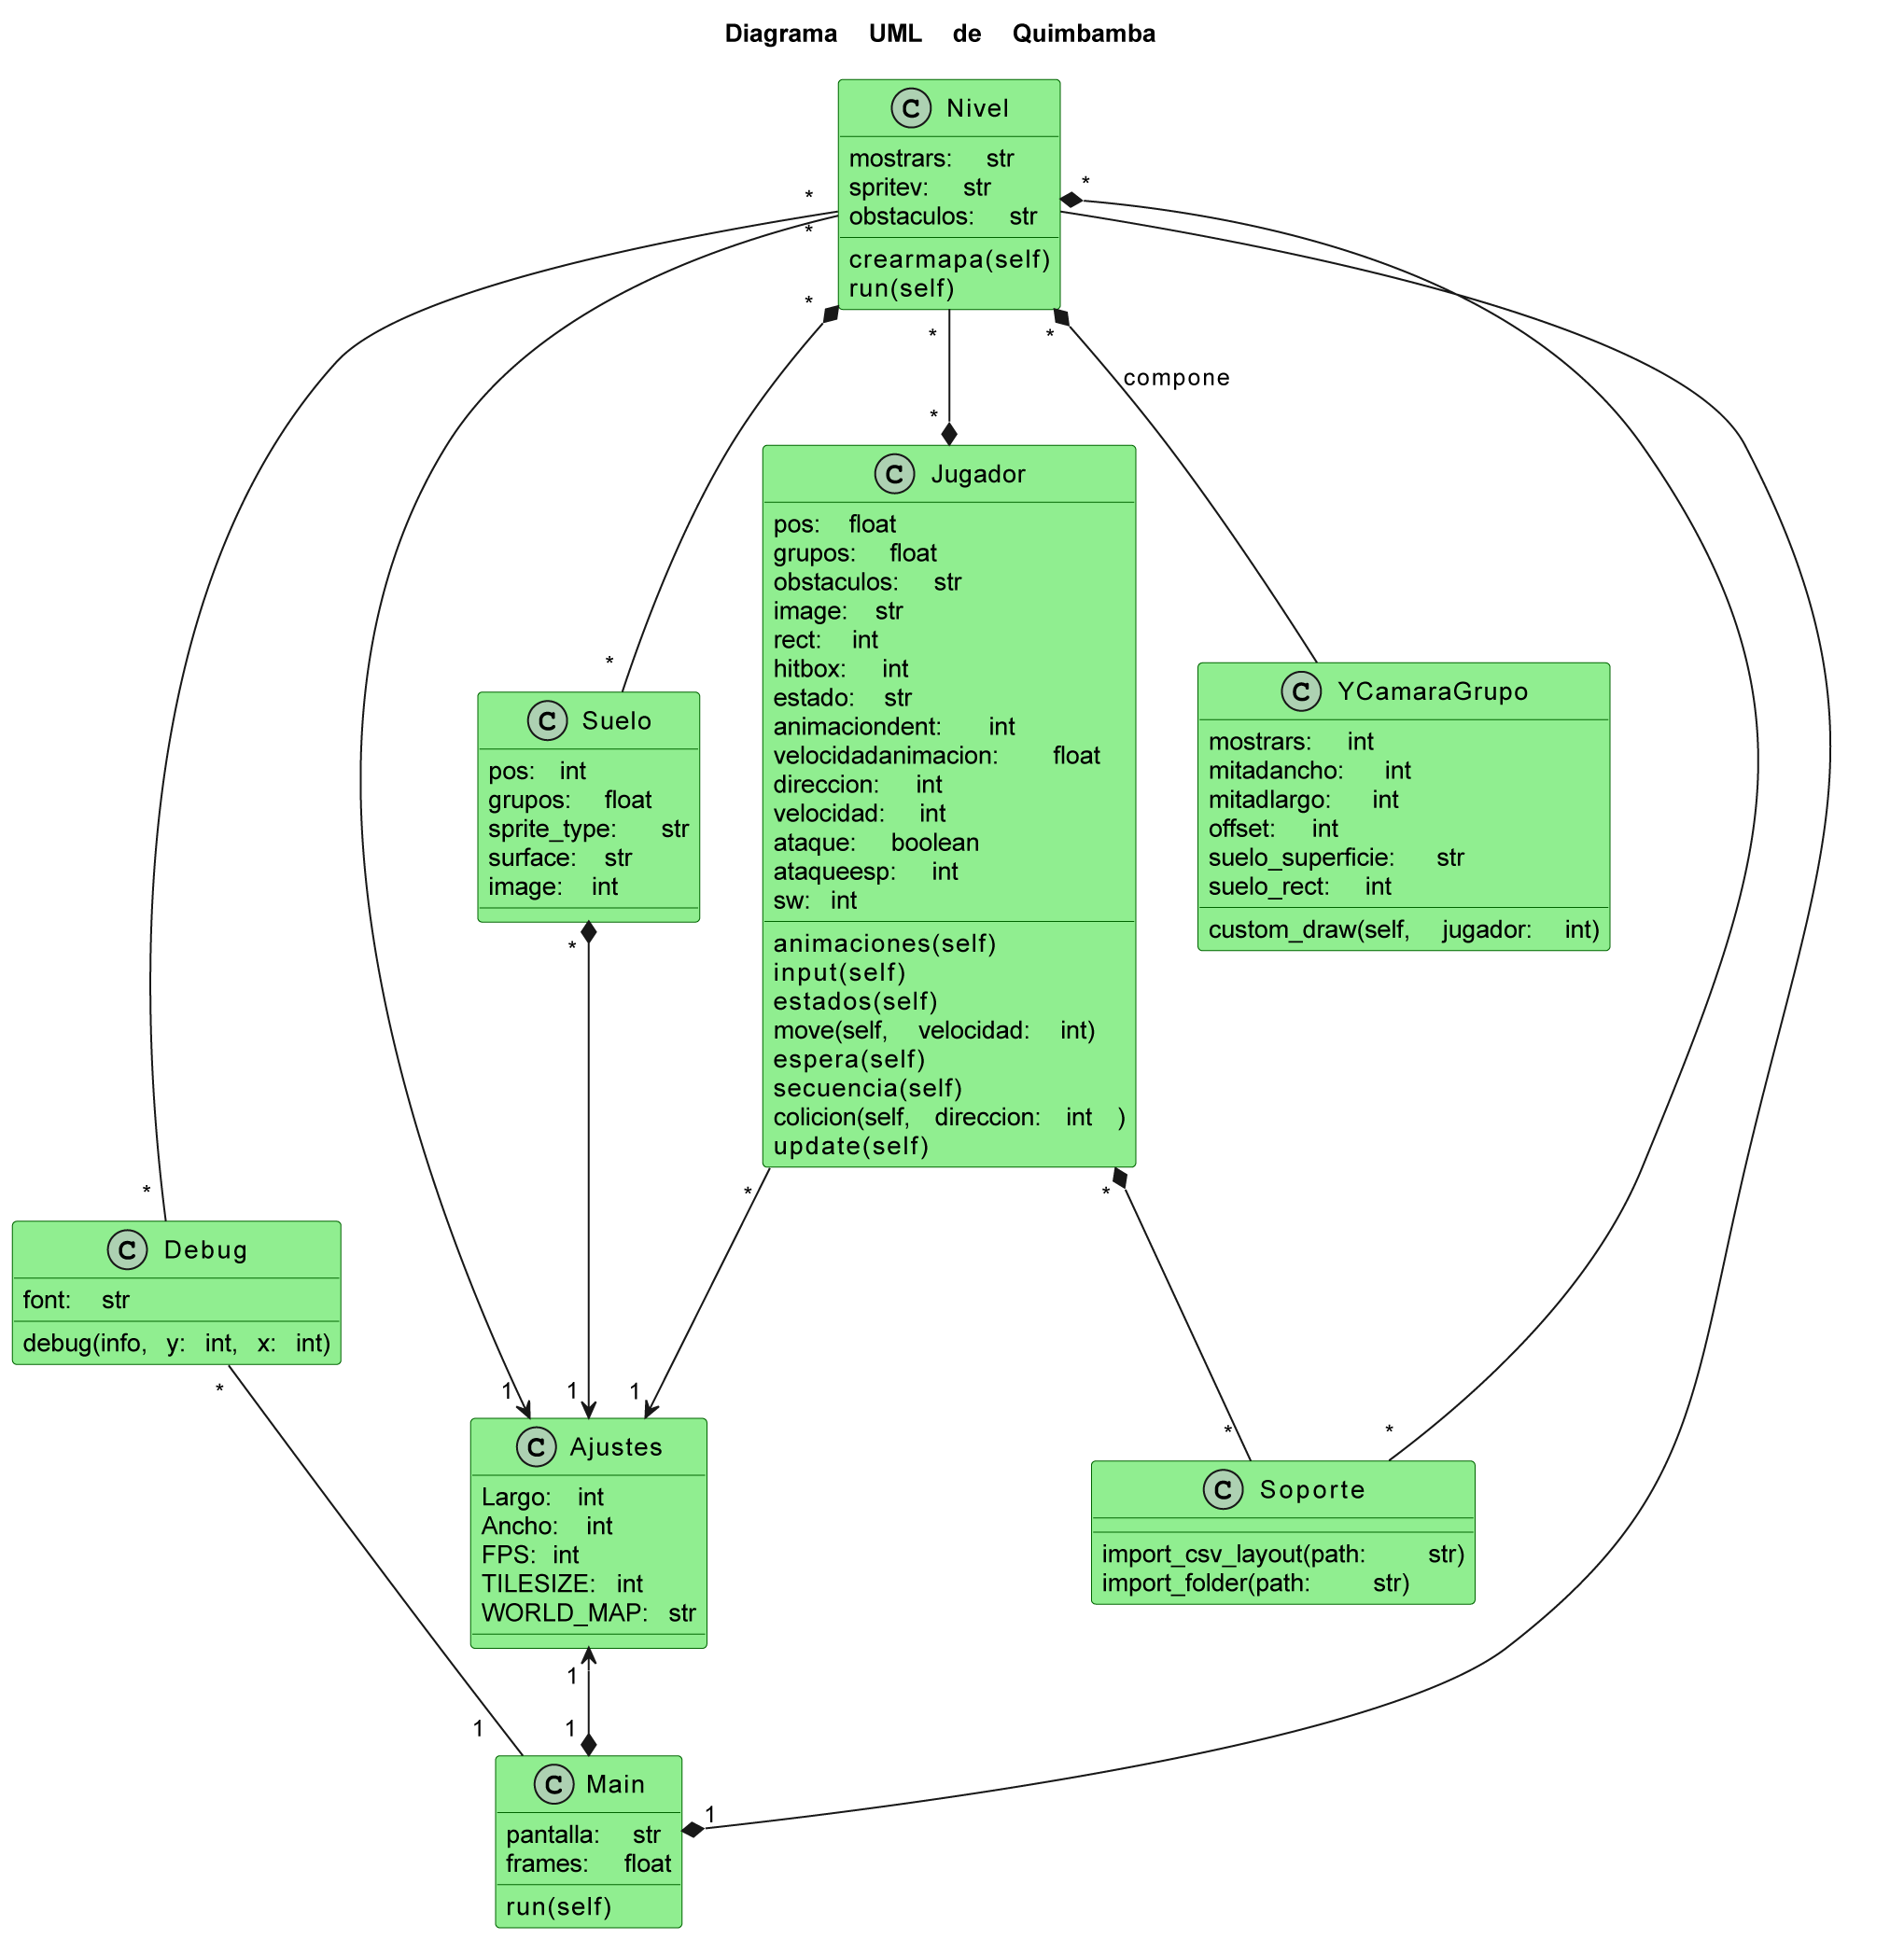 Diagrama UML de Quimbamba
C Nivel
mostrars: str
spritev: str
obstaculos: str
crearmapa(self)
run(self)
*
*
*
*
*
*
compone
*
*
C Jugador
pos: float
grupos: float
obstaculos: str
image: str
rect: int
hitbox: int
estado: str
animaciondent: int
velocidadanimacion: float
direccion: int
velocidad: int
ataque: boolean
ataqueesp: int
sw: int
animaciones(self)
input(self)
estados(self)
move(self, velocidad: int)
espera(self)
secuencia(self)
colicion(self, direccion: int )
update(self)
C Suelo
pos: int
grupos: float
sprite_type: str
surface: str
image: int
*
C YCamaraGrupo
mostrars: int
mitadancho: int
mitadlargo: int
offset: int
suelo_superficie: str
suelo_rect: int
custom_draw(self, jugador: int)
*
*
*
C Debug
font: str
debug(info, y: int, x: int)
*
1
1
1
*
*
C Ajustes
Largo: int
Ancho: int
FPS: int
TILESIZE: int
WORLD_MAP: str
C Soporte
import_csv_layout(path: str)
import_folder(path: str)
1
1
1
1
C Main
pantalla: str
frames: float
run(self)